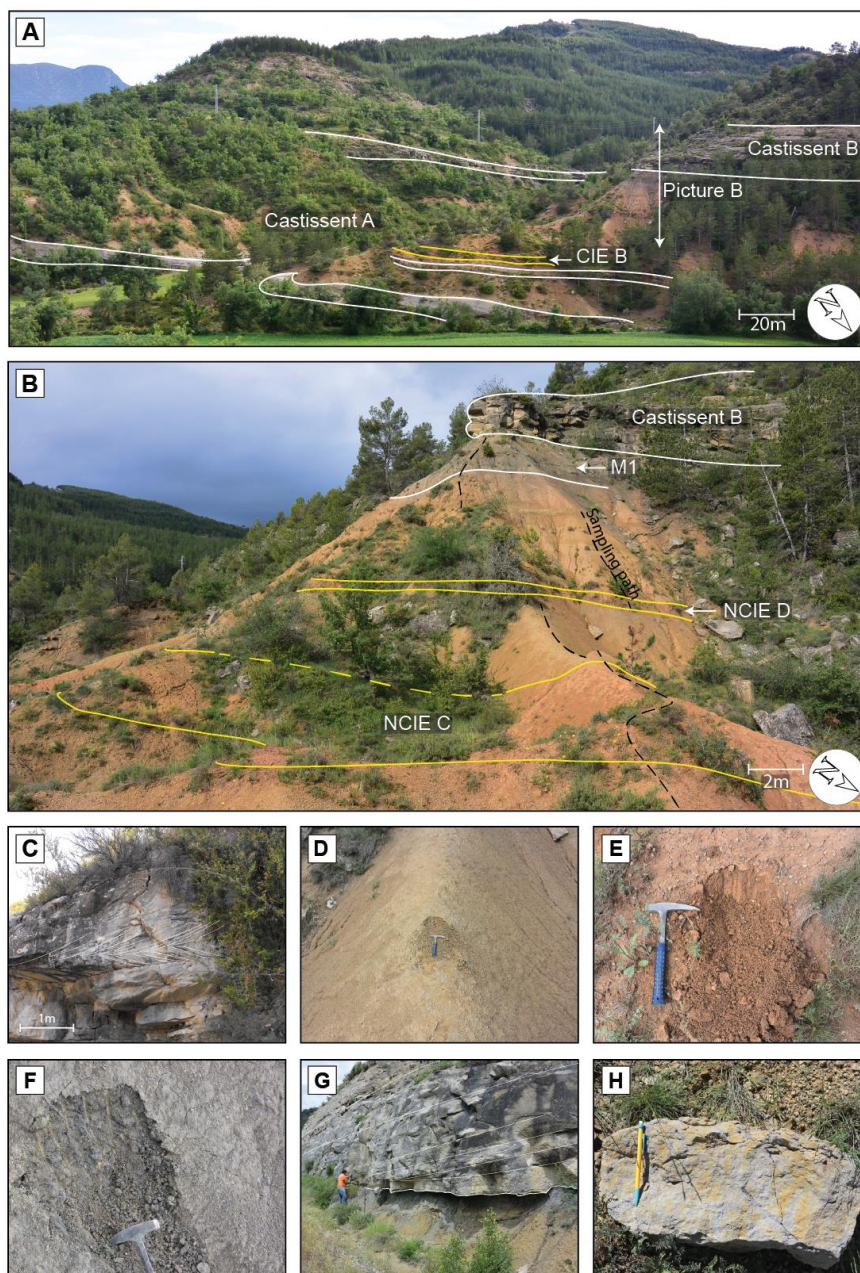 A
Castissent B
Picture B
Castissent A
CIE B
20m
N
B
Castissent B
M1
Sampling path
NCIE D
NCIE C
2m
N
C
D
E
1m
F
G
H